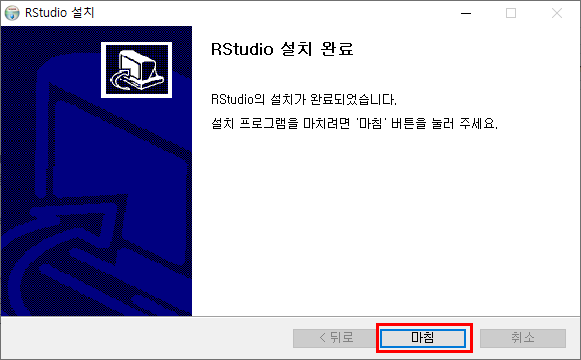 RStudio 설치
RStudio 설치 완료
RStudio의 설치가 완료되었습니다.
설치 프로그램을 마치려면 '마침' 버튼을 눌러 주세요.
< 뒤로
마침
취소